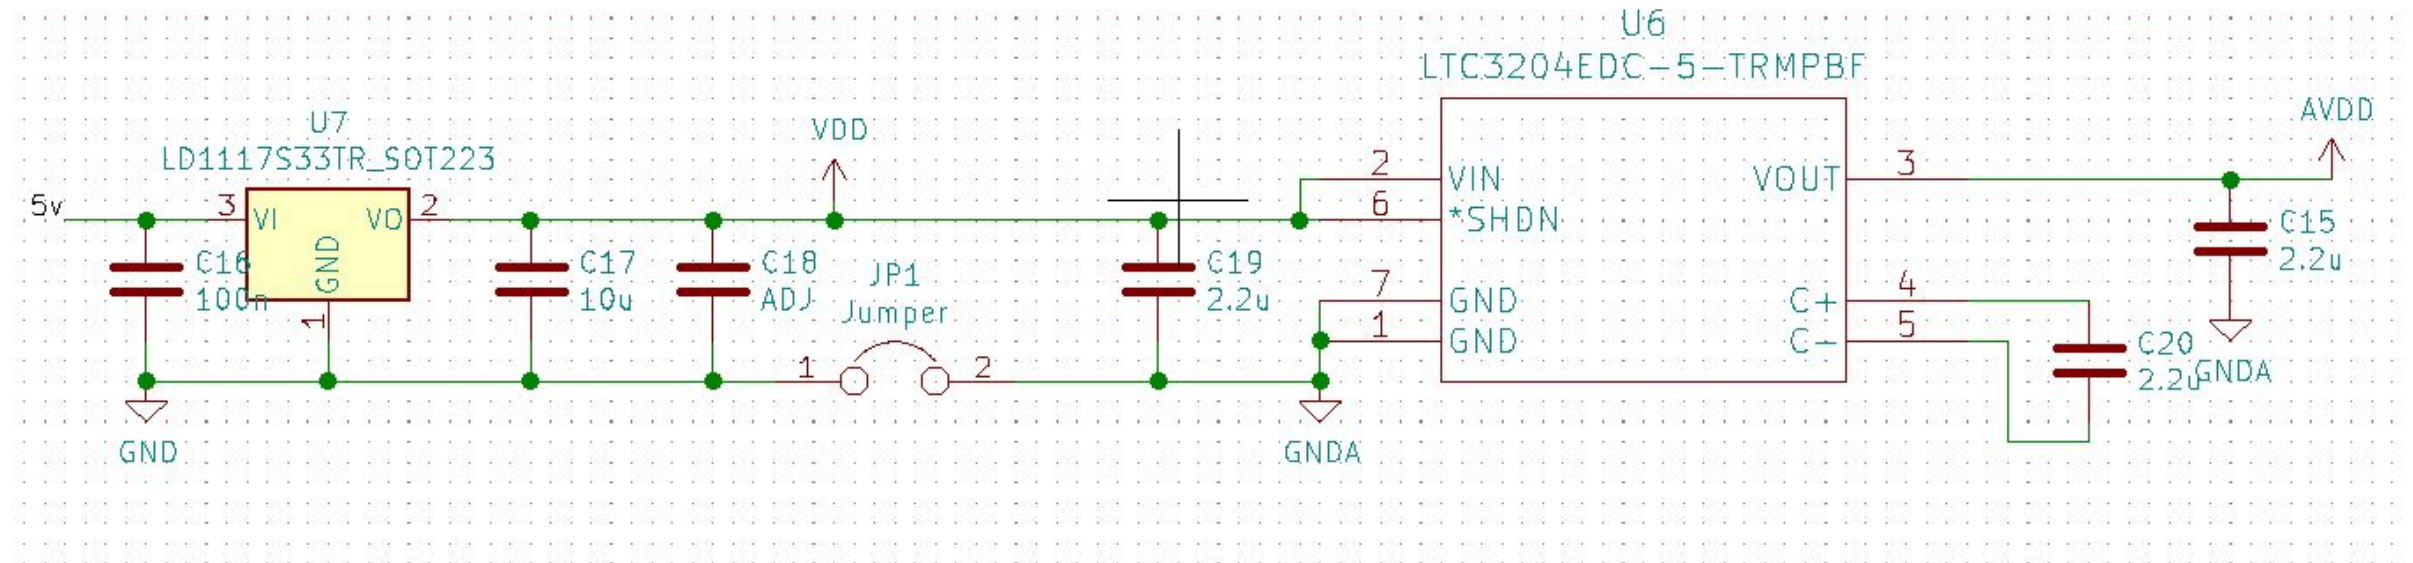 U6
LTC3204EDC-5-TRMPBF
AVDD
U7
LD1117S33TR_SOT223
VDD
5v
3
VI
VO
2
GND
1
2
VIN
6
*SHDN
7
GND
1
GND
VOUT
3
C+
4
C-
5
C16
100n
C17
10u
C18
ADJ
JP1
Jumper
1
2
C19
2.2u
C15
2.2u
C20
2.2u
GNDA
GND
GNDA